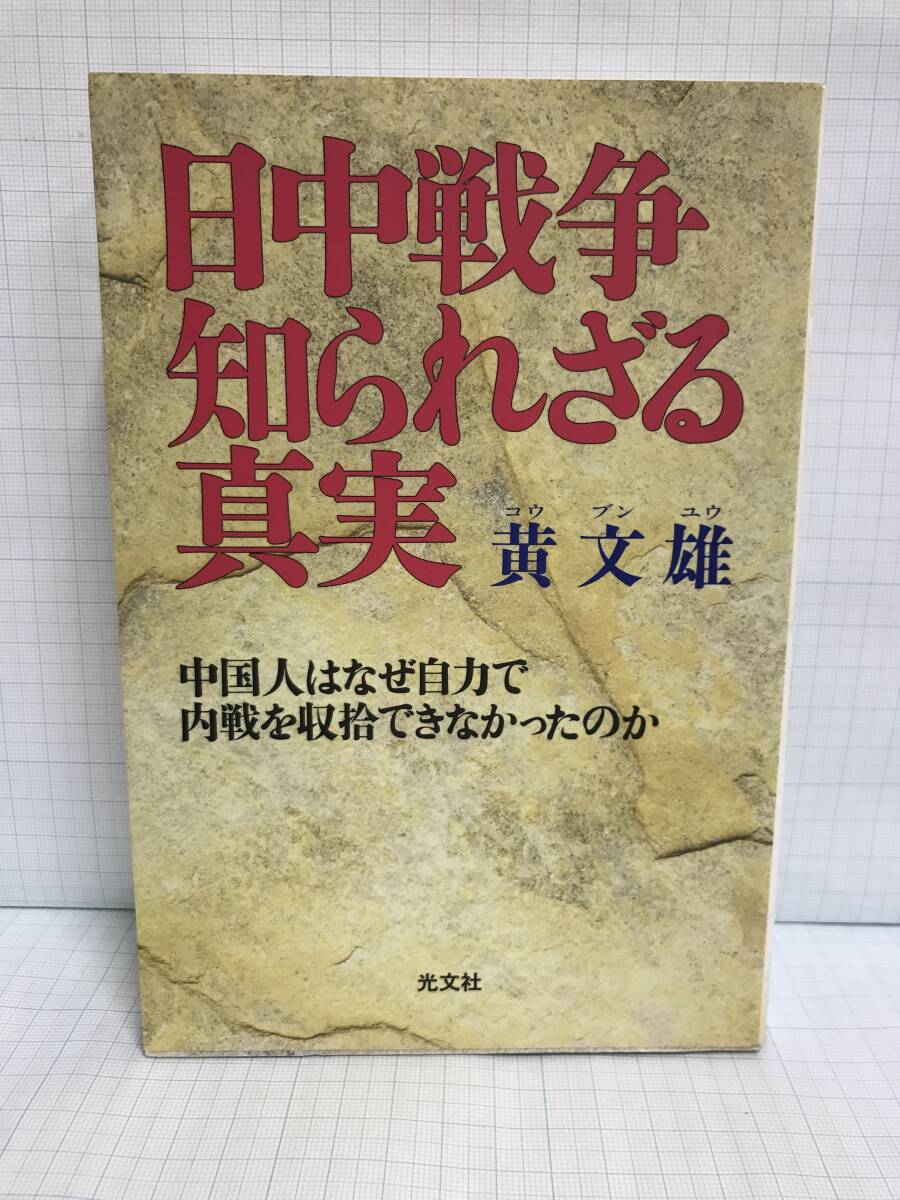 日中戦争
知られざる
真実
コウ ブン ユウ
黄文雄
中国人はなぜ自力で
内戦を収拾できなかったのか
光文社